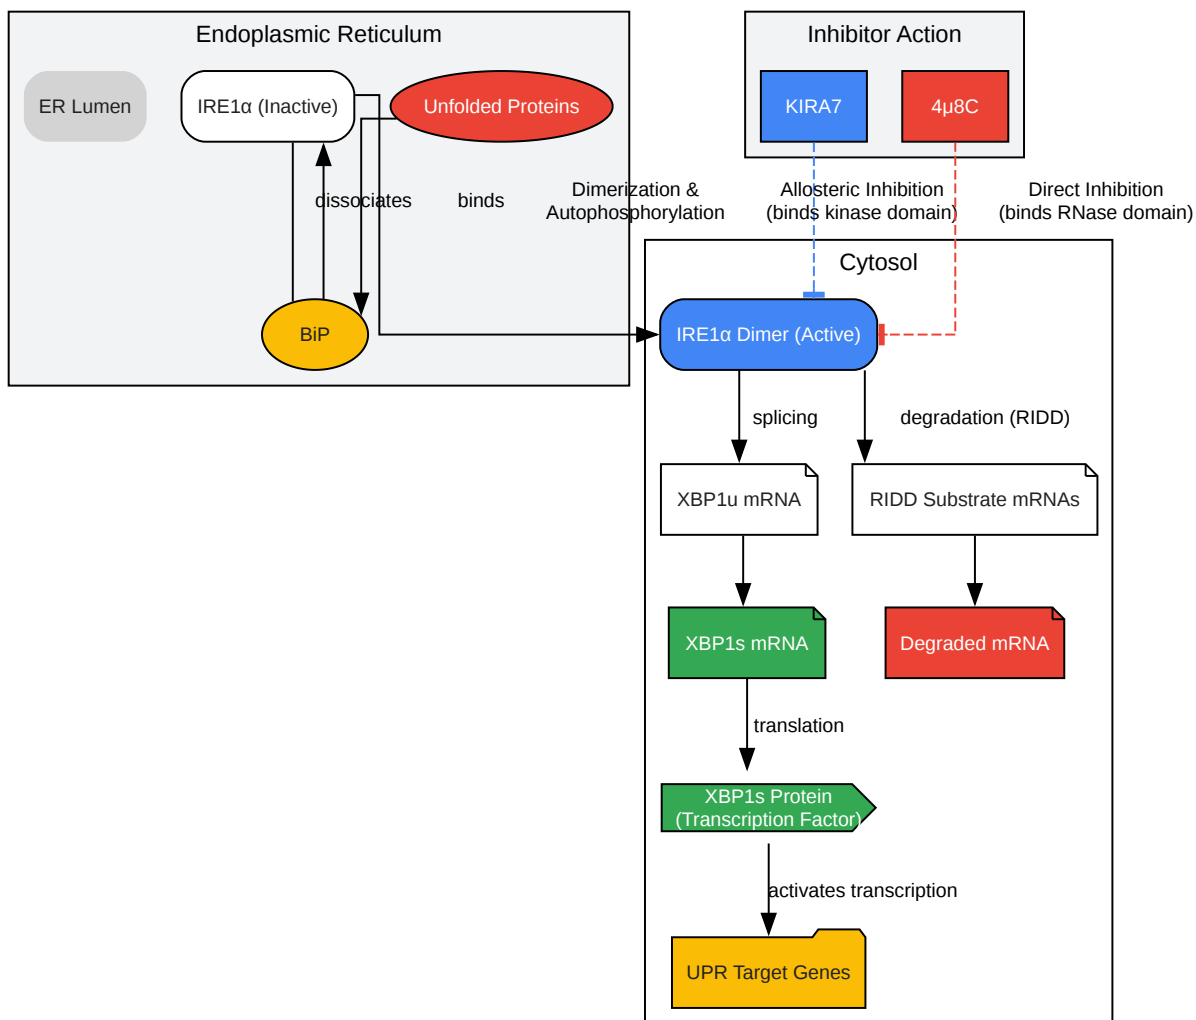 Endoplasmic Reticulum
ER Lumen
IRE1α (Inactive)
Unfolded Proteins
dissociates
binds
BiP
Dimerization &
Autophosphorylation
Inhibitor Action
KIRA7
4μ8C
Allosteric Inhibition
(binds kinase domain)
Direct Inhibition
(binds RNase domain)
Cytosol
IRE1α Dimer (Active)
splicing
degradation (RIDD)
XBP1u mRNA
RIDD Substrate mRNAs
XBP1s mRNA
Degraded mRNA
translation
XBP1s Protein
(Transcription Factor)
activates transcription
UPR Target Genes